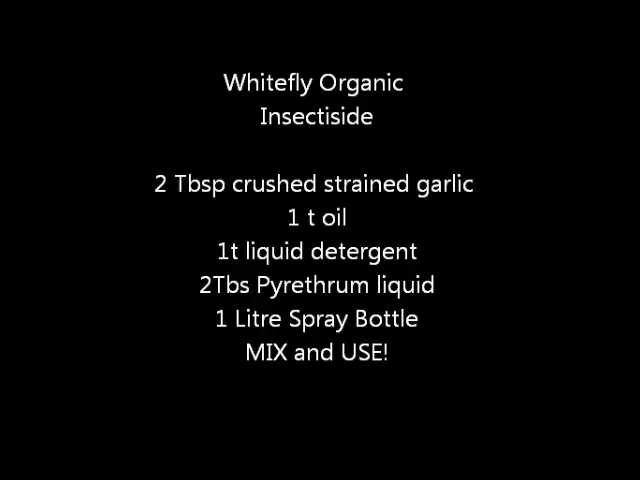 Whitefly Organic
Insectiside
2 Tbsp crushed strained garlic
1 t oil
1t liquid detergent
2Tbs Pyrethrum liquid
1 Litre Spray Bottle
MIX and USE!